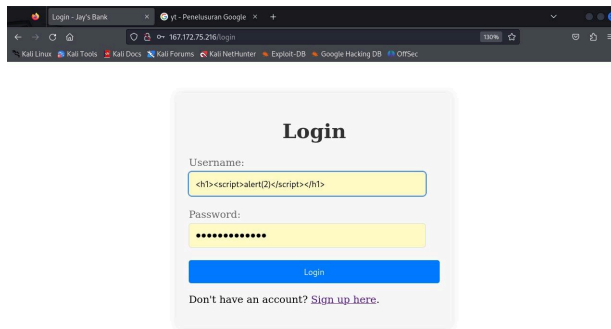 Login - Jay's Bank
yt - Penelusuran Google
167.172.75.216/login
130%
Kali Linux Kali Tools Kali Docs Kali Forums Kali NetHunter Exploit-DB Google Hacking DB OffSec
Login
Username:
<h1><script>alert(2)</script></h1>
Password:
•••••••••••••
Login
Don't have an account? Sign up here.